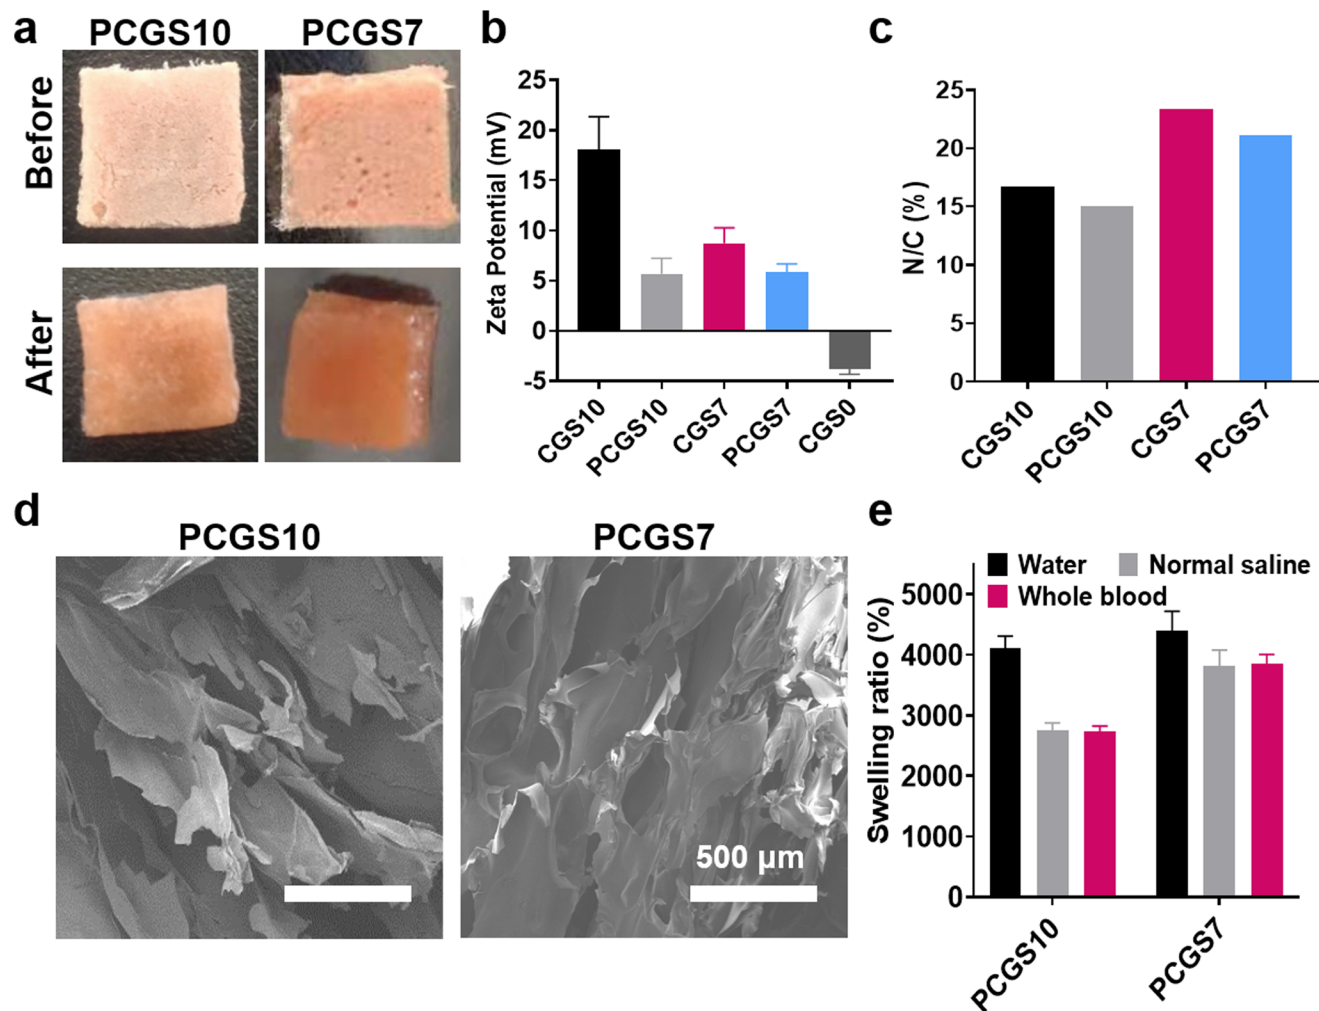 a
PCGS10
PCGS7
Before
After
b
Zeta Potential (mV)
25
20
15
10
5
0
-5
CGS10
PCGS10
CGS7
PCGS7
CGS0
c
N/C (%)
25
20
15
10
5
0
CGS10
PCGS10
CGS7
PCGS7
d
PCGS10
PCGS7
500 μm
e
Water
Normal saline
Whole blood
Swelling ratio (%)
5000
4000
3000
2000
1000
0
PCGS10
PCGS7